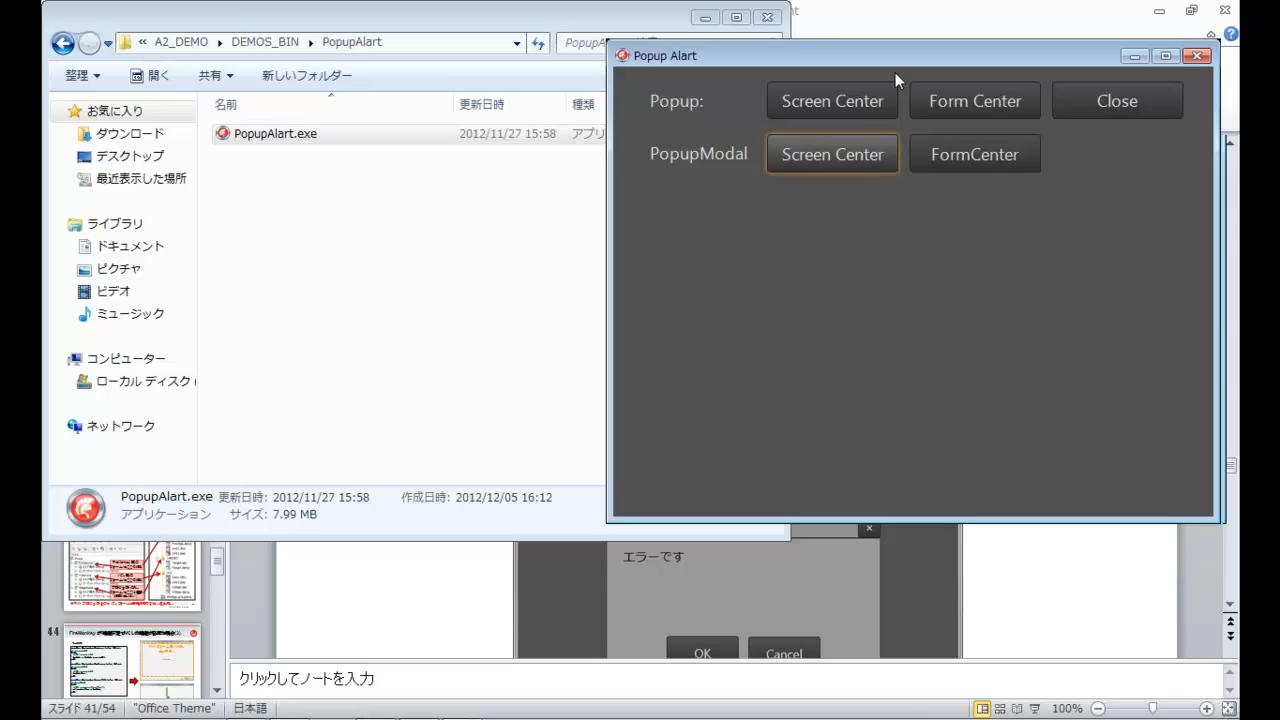 nt
« A2_DEMO ▸ DEMOS_BIN ▸ PopupAlart
PopupA
整理 ▼
開く
共有 ▼
新しいフォルダー
お気に入り
ダウンロード
デスクトップ
最近表示した場所
ライブラリ
ドキュメント
ピクチャ
ビデオ
ミュージック
コンピューター
ローカル ディスク (
ネットワーク
名前
更新日時
種類
PopupAlart.exe
2012/11/27 15:58
アプリ
PopupAlart.exe 更新日時: 2012/11/27 15:58 作成日時: 2012/12/05 16:12
アプリケーション サイズ: 7.99 MB
Popup Alart
Popup:
Screen Center
Form Center
Close
PopupModal
Screen Center
FormCenter
エラーです
OK
Cancel
44
クリックしてノートを入力
スライド 41/54
"Office Theme"
日本語
100%